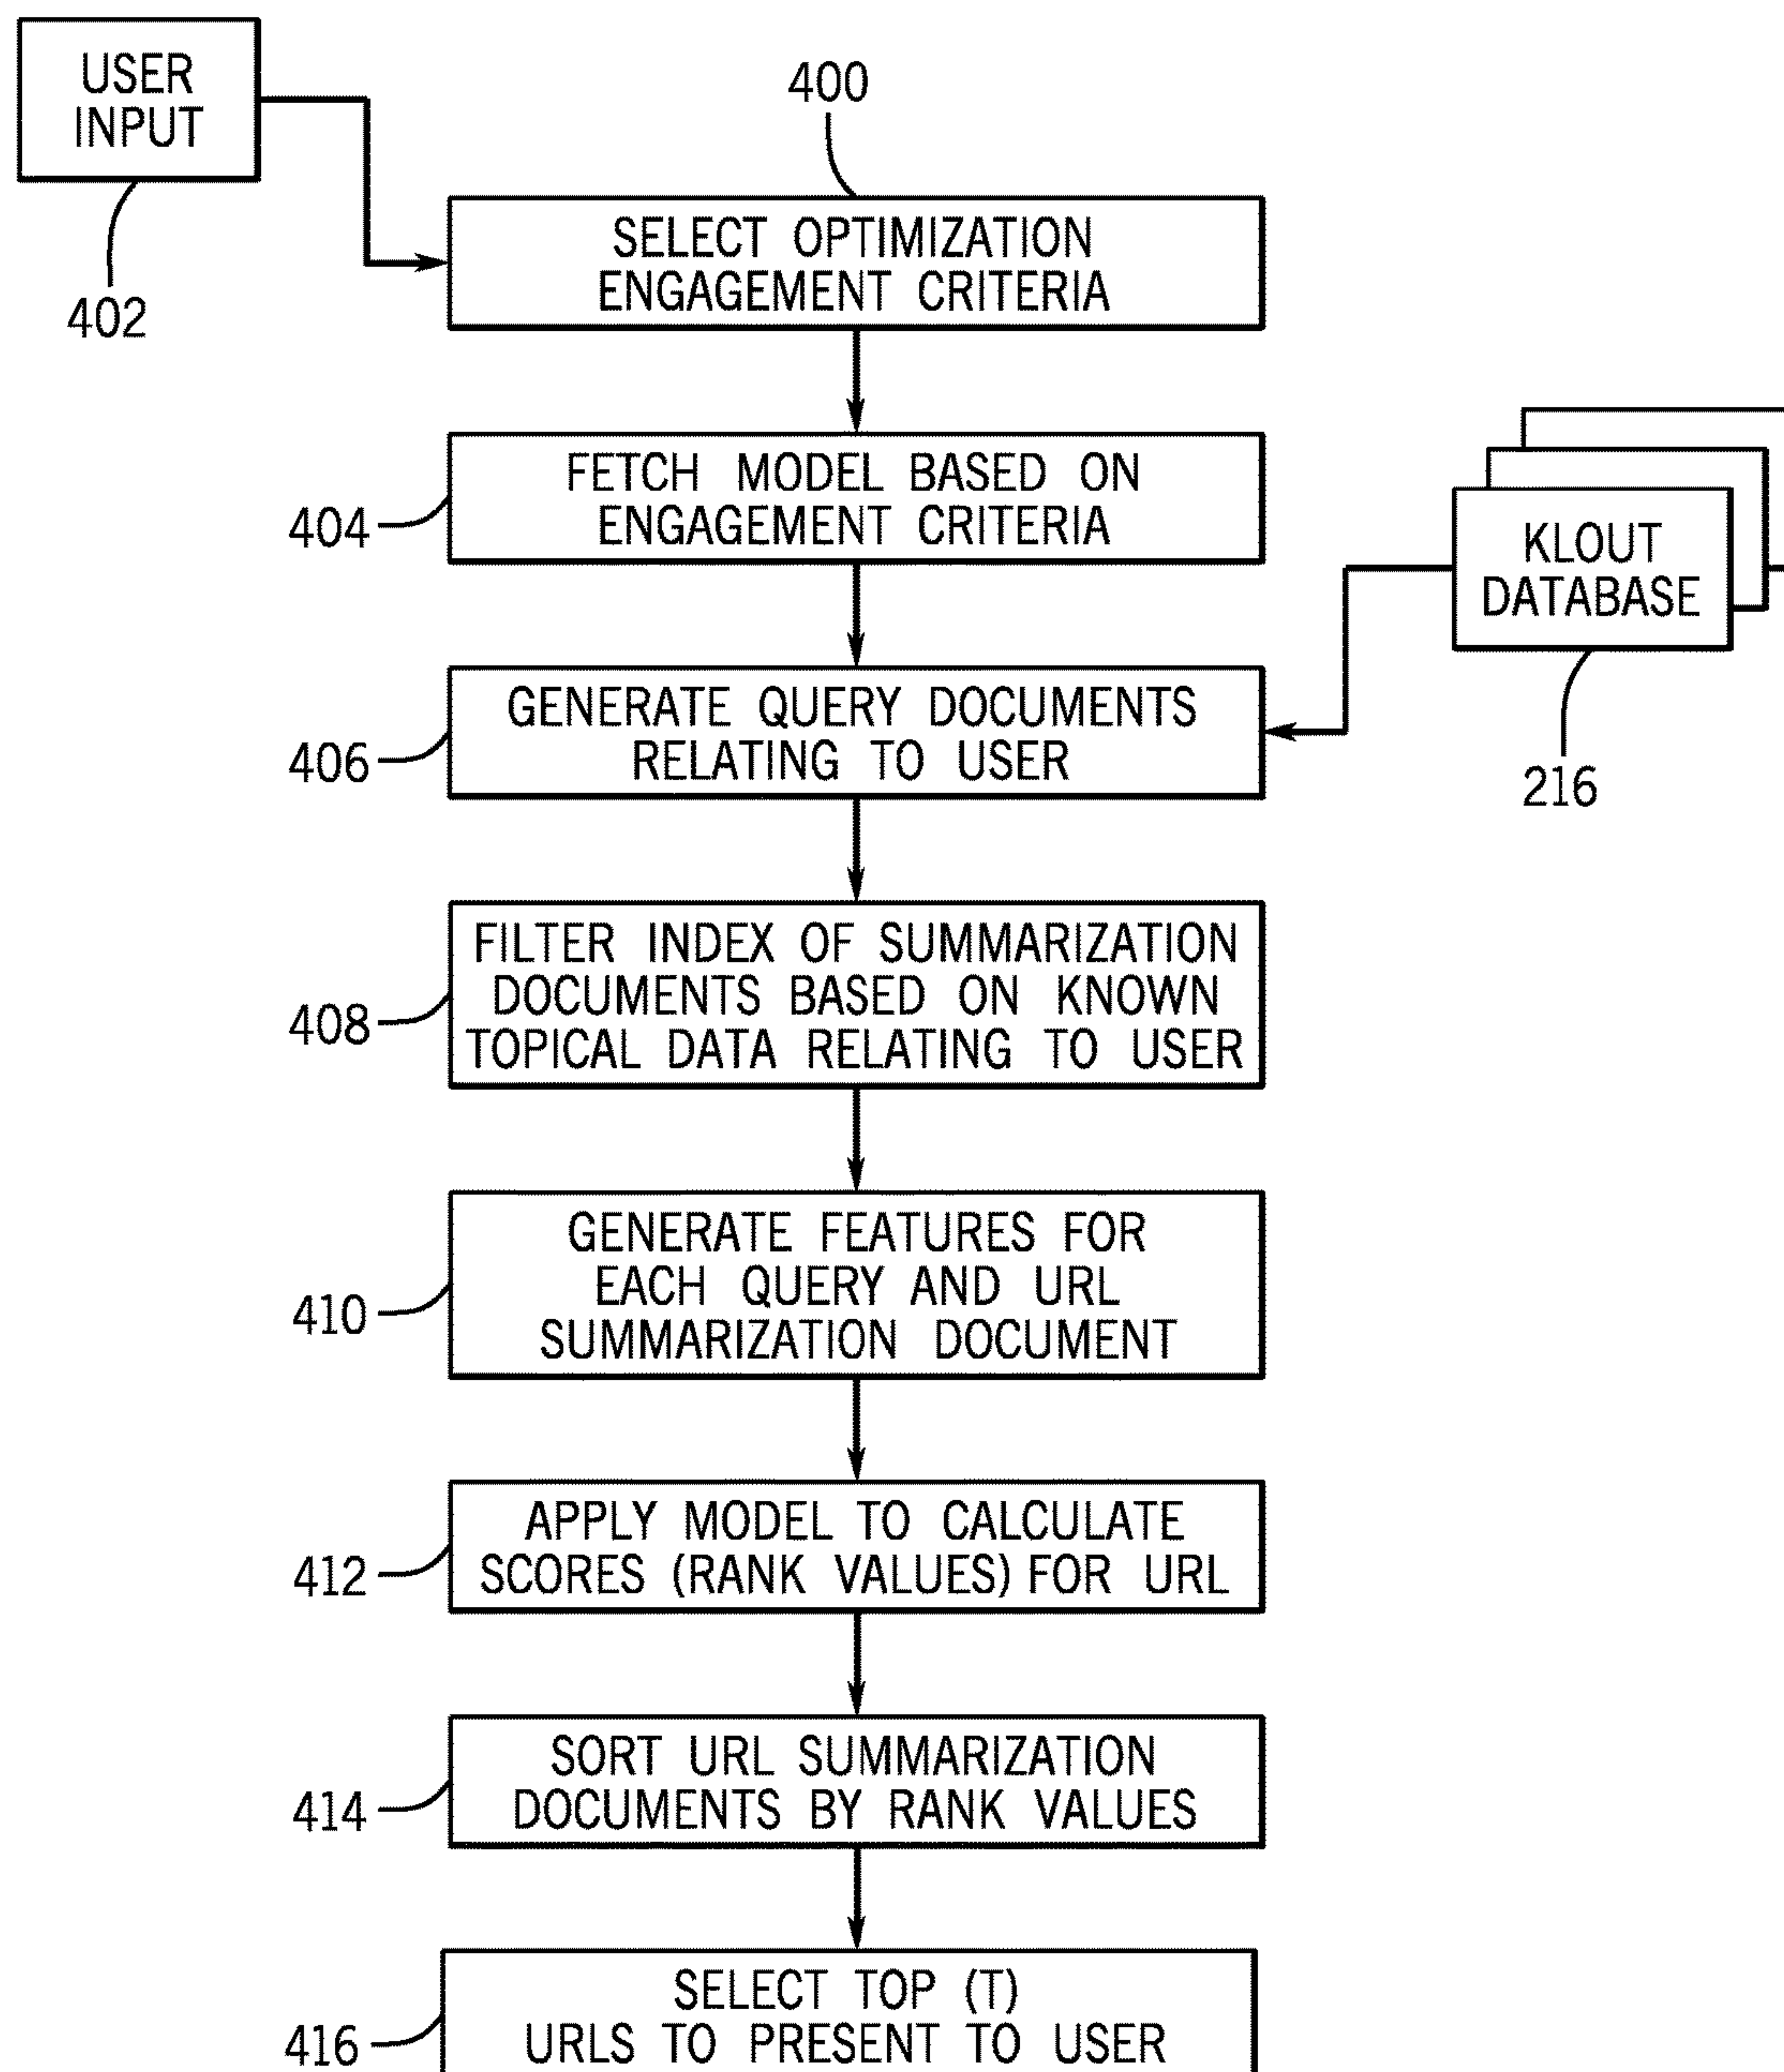 USER
INPUT
402
400
SELECT OPTIMIZATION
ENGAGEMENT CRITERIA
404
FETCH MODEL BASED ON
ENGAGEMENT CRITERIA
KLOUT
DATABASE
216
406
GENERATE QUERY DOCUMENTS
RELATING TO USER
408
FILTER INDEX OF SUMMARIZATION
DOCUMENTS BASED ON KNOWN
TOPICAL DATA RELATING TO USER
410
GENERATE FEATURES FOR
EACH QUERY AND URL
SUMMARIZATION DOCUMENT
412
APPLY MODEL TO CALCULATE
SCORES (RANK VALUES) FOR URL
414
SORT URL SUMMARIZATION
DOCUMENTS BY RANK VALUES
416
SELECT TOP (T)
URLS TO PRESENT TO USER